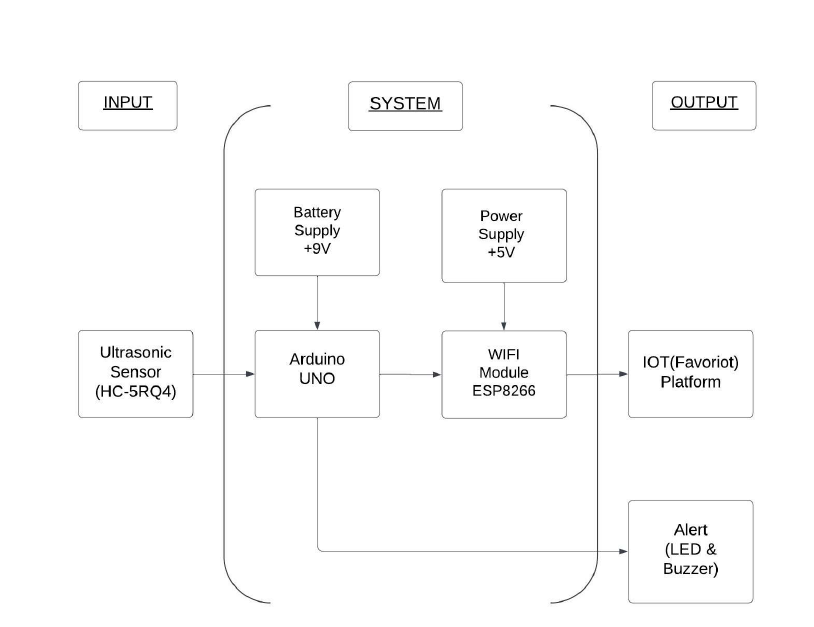 INPUT
SYSTEM
OUTPUT
Battery
Supply
+9V
Power
Supply
+5V
Ultrasonic
Sensor
(HC-5RQ4)
Arduino
UNO
WIFI
Module
ESP8266
IOT(Favoriot)
Platform
Alert
(LED &
Buzzer)